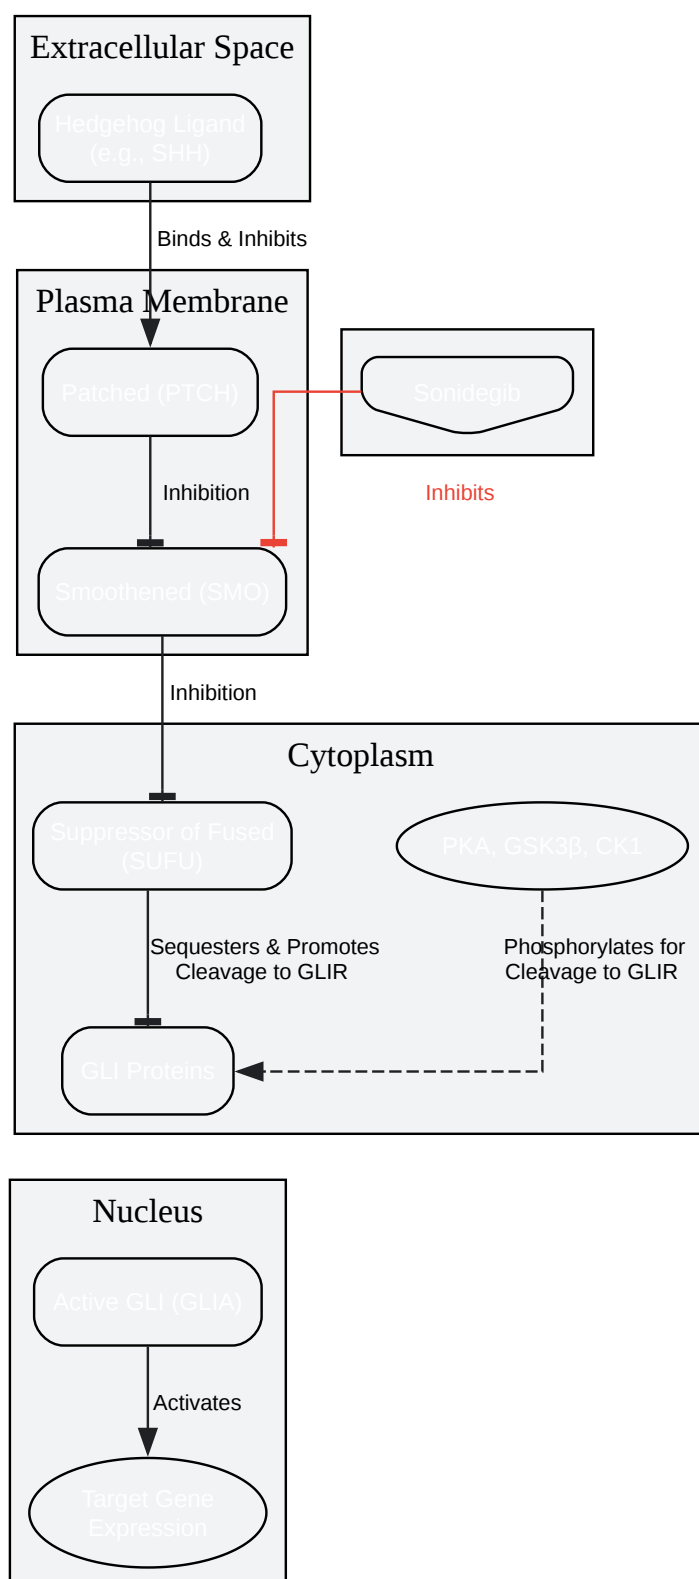 Extracellular Space
Hedgehog Ligand
(e.g., SHH)
Binds & Inhibits
Plasma Membrane
Patched (PTCH)
Sonidegib
Inhibition
Inhibits
Smoothened (SMO)
Inhibition
Cytoplasm
Suppressor of Fused
(SUFU)
PKA, GSK3β, CK1
Sequesters & Promotes
Cleavage to GLIR
Phosphorylates for
Cleavage to GLIR
GLI Proteins
Nucleus
Active GLI (GLIA)
Activates
Target Gene
Expression